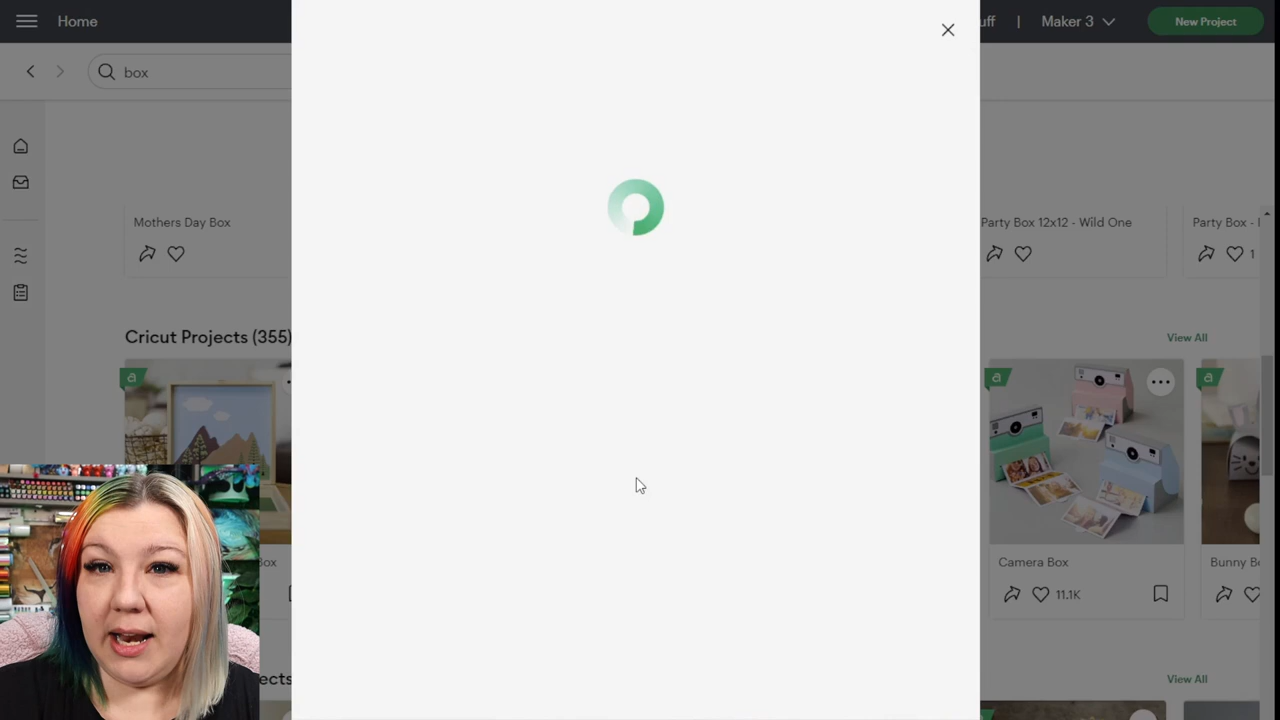 Home
uff | Maker 3
New Project
box
Mothers Day Box
Party Box 12x12 - Wild One
Party Box -
1
Cricut Projects (355)
View All
a
a
a
Box
Camera Box
Bunny Bo
11.1K
ects
View All